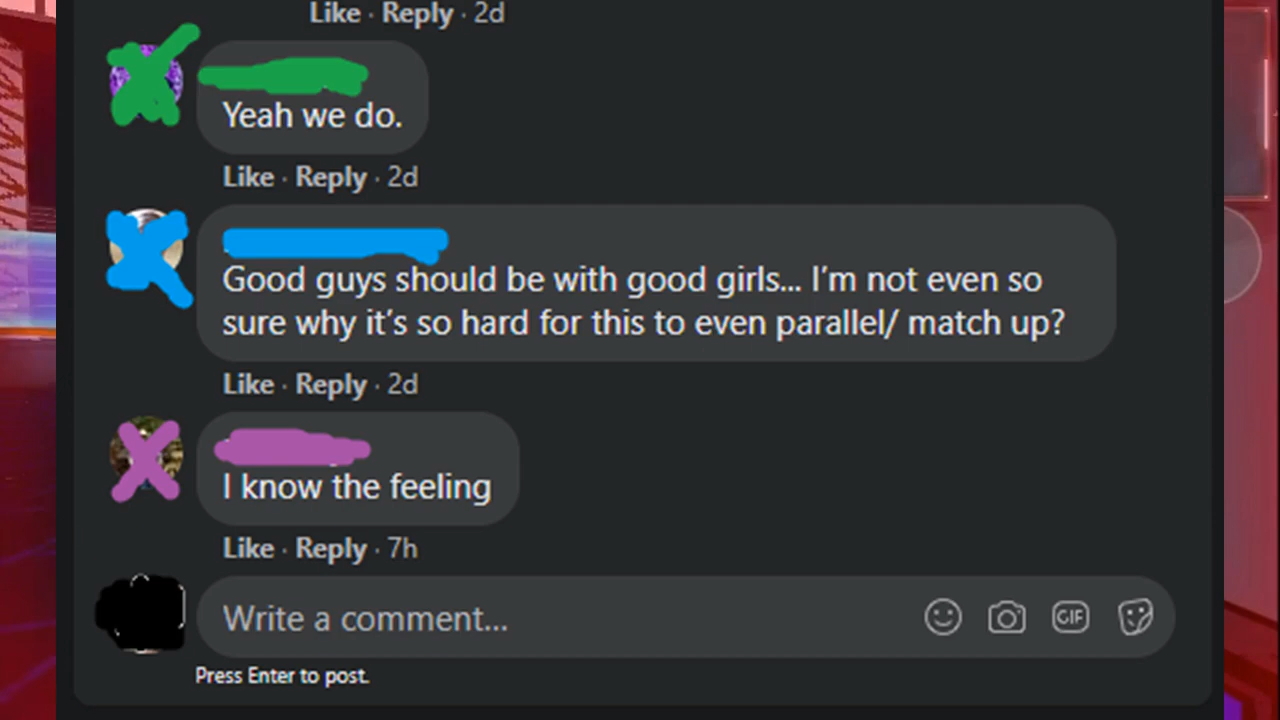 Like · Reply · 2d
Yeah we do.
Like · Reply · 2d
Good guys should be with good girls... I'm not even so
sure why it's so hard for this to even parallel/ match up?
Like · Reply · 2d
I know the feeling
Like · Reply · 7h
Write a comment...
GIF
Press Enter to post.